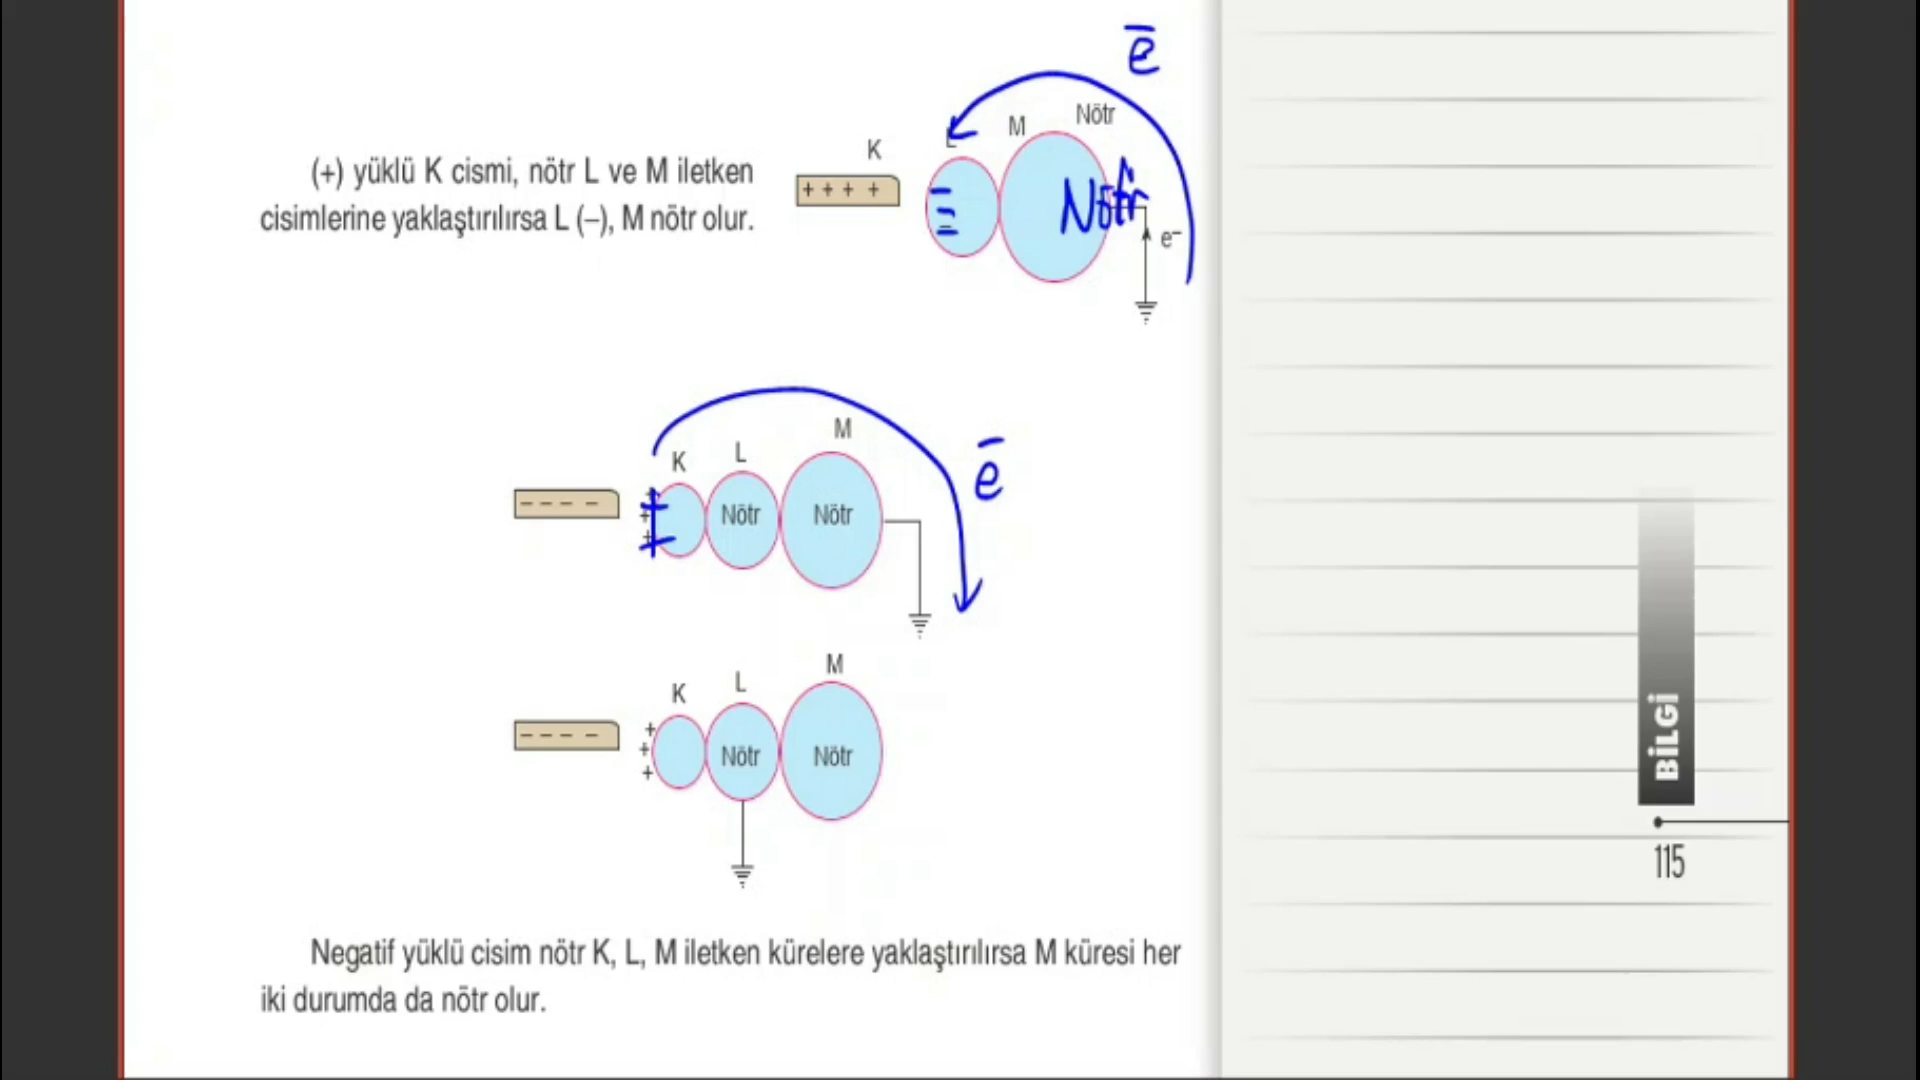 ē
Nötr
M
L
K
(+) yüklü K cismi, nötr L ve M iletken
cisimlerine yaklaştırılırsa L (–), M nötr olur.
+ + + +
Nötr
e⁻
M
ē
L
K
– – – –
+
+
+
Nötr
Nötr
M
L
K
– – – –
+
+
+
Nötr
Nötr
BİLGİ
115
Negatif yüklü cisim nötr K, L, M iletken kürelere yaklaştırılırsa M küresi her
iki durumda da nötr olur.